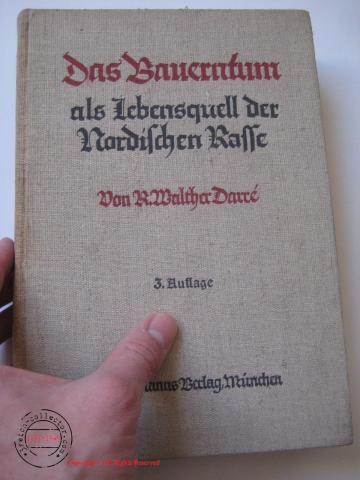 Das Bauerntum
als Lebensquell der
Nordischen Rasse
Von R. Walther Darré
3. Auflage
Verlag, München